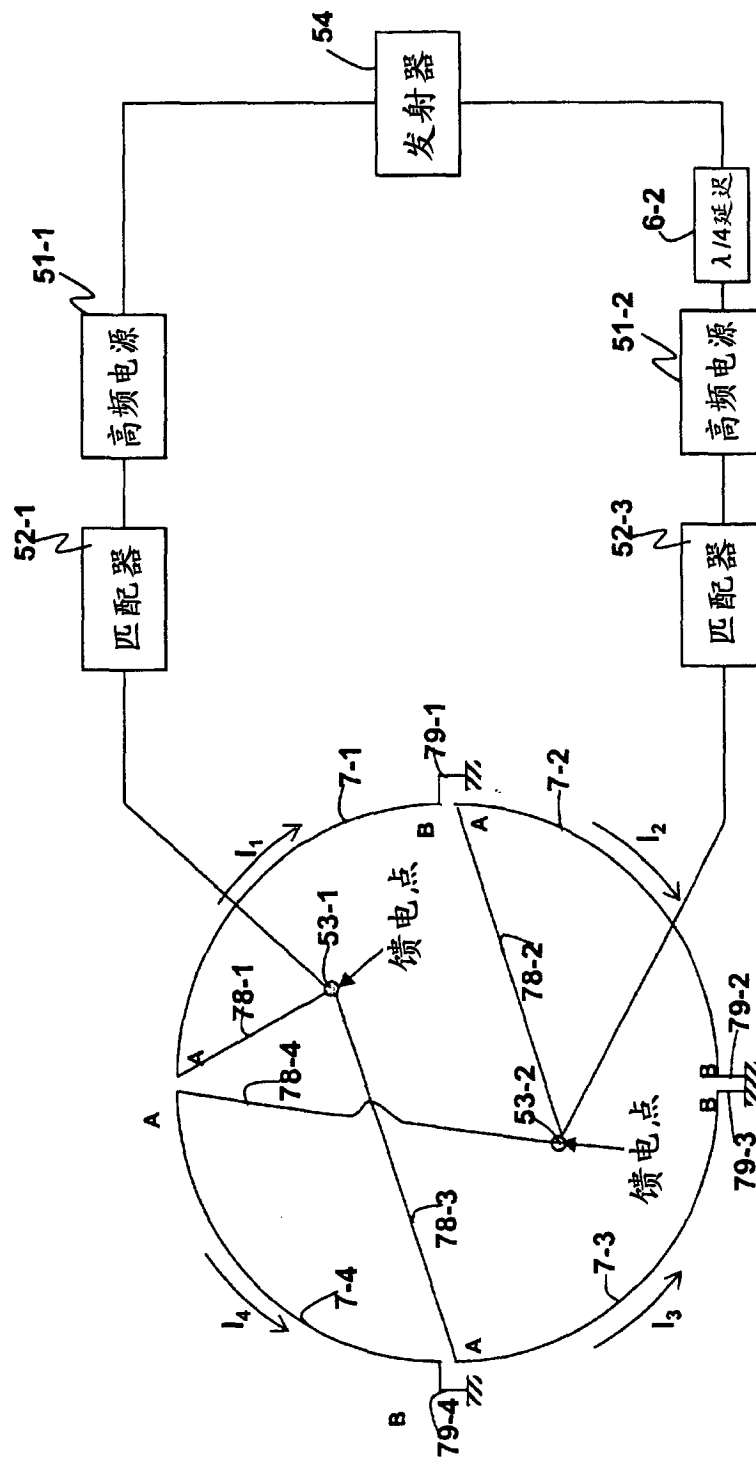 54
发射器
51-1
高频电源
52-1
匹配器
6-2
λ/4延迟
51-2
高频电源
52-3
匹配器
79-1
7-1
B
A
7-2
I₁
I₂
53-1
馈电点
78-1
A
78-2
78-4
A
53-2
馈电点
B
79-2
B
79-3
78-3
7-4
I₄
A
7-3
I₃
B
79-4